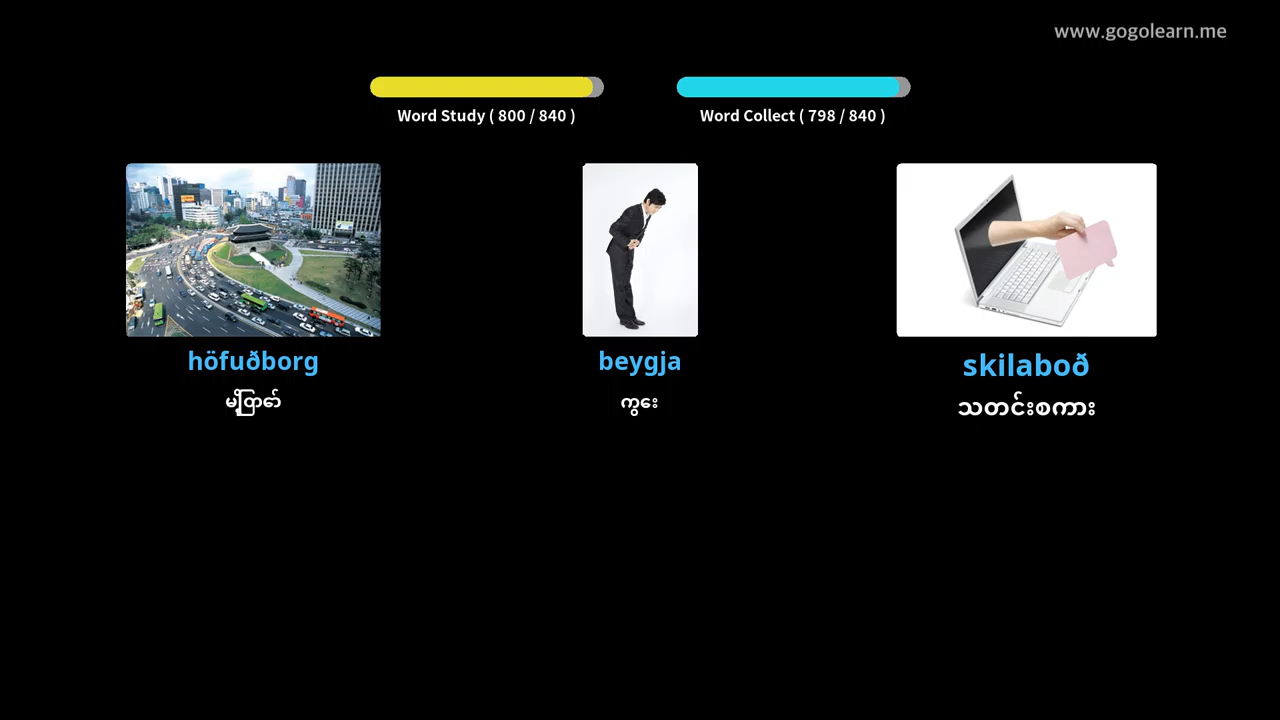 www.gogolearn.me
Word Study ( 800 / 840 )
Word Collect ( 798 / 840 )
höfuðborg
မြို့တော်
beygja
ကွေး
skilaboð
သတင်းစကား